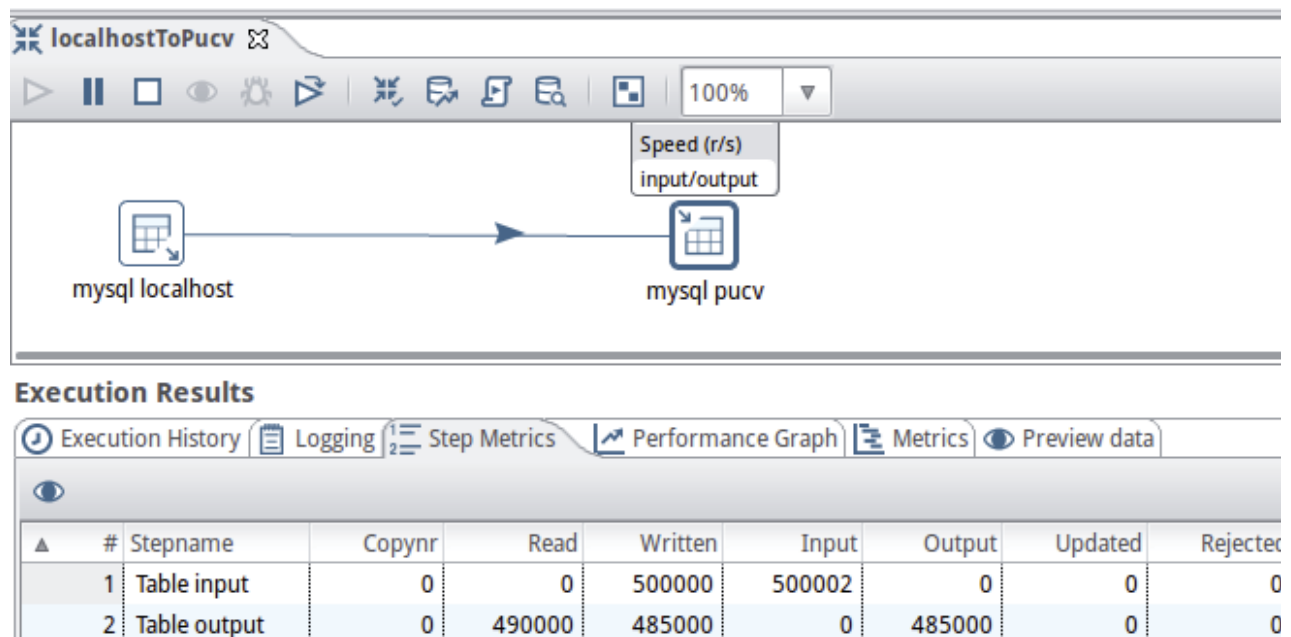 localhostToPucv
100%
Speed (r/s)
input/output
mysql localhost
mysql pucv
Execution Results
Execution History Logging Step Metrics Performance Graph Metrics Preview data
# Stepname Copynr Read Written Input Output Updated Rejected
1 Table input 0 0 500000 500002 0 0 0
2 Table output 0 490000 485000 0 485000 0 0